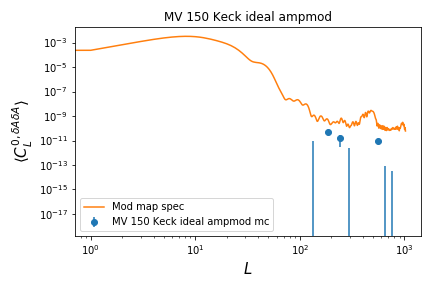 MV 150 Keck ideal ampmod
10⁻³
10⁻⁵
10⁻⁷
10⁻⁹
10⁻¹¹
10⁻¹³
10⁻¹⁵
10⁻¹⁷
⟨C_L^{0,δAδA}⟩
Mod map spec
MV 150 Keck ideal ampmod mc
10⁰ 10¹ 10² 10³
L